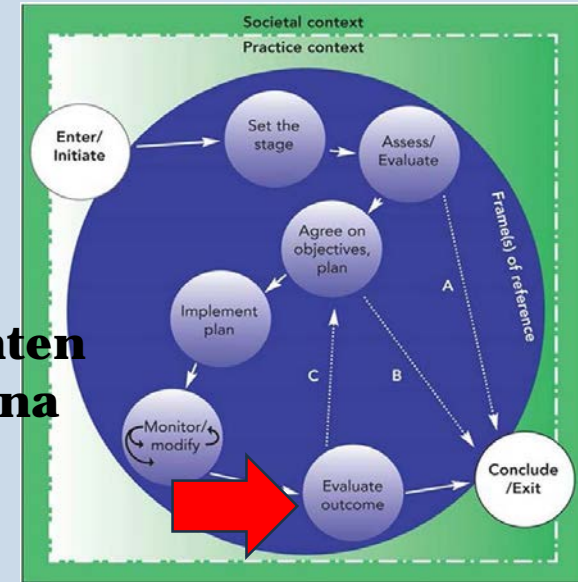 Societal context
Practice context
Enter/
Initiate
Set the
stage
Assess/
Evaluate
Agree on
objectives,
plan
Frame(s) of reference
A
Implement
plan
C
B
Monitor/
modify
Evaluate
outcome
Conclude
/Exit